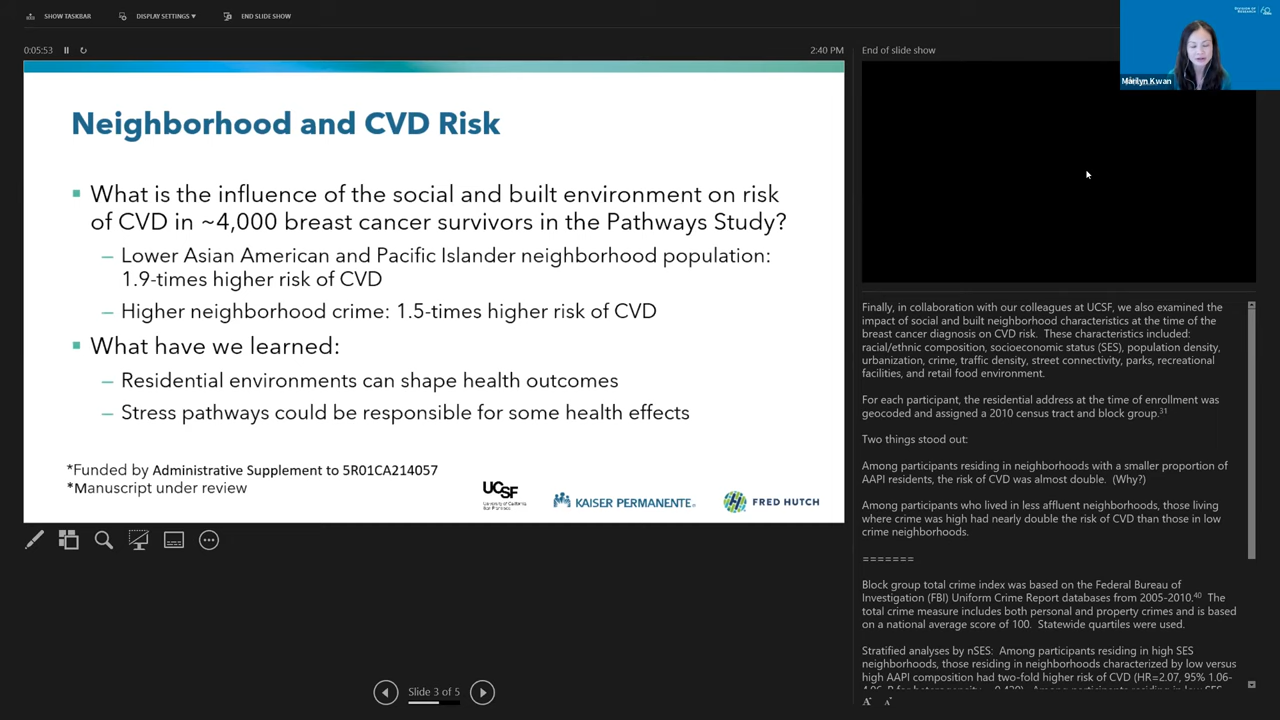 SHOW TASKBAR
DISPLAY SETTINGS ▾
END SLIDE SHOW
DIVISION OF
RESEARCH
0:05:53
2:40 PM
End of slide show
Marilyn Kwan
Neighborhood and CVD Risk
What is the influence of the social and built environment on risk
of CVD in ~4,000 breast cancer survivors in the Pathways Study?
– Lower Asian American and Pacific Islander neighborhood population:
1.9-times higher risk of CVD
– Higher neighborhood crime: 1.5-times higher risk of CVD
What have we learned:
– Residential environments can shape health outcomes
– Stress pathways could be responsible for some health effects
*Funded by Administrative Supplement to 5R01CA214057
*Manuscript under review
UCSF
University of California
San Francisco
KAISER PERMANENTE.
FRED HUTCH
Slide 3 of 5
Finally, in collaboration with our colleagues at UCSF, we also examined the
impact of social and built neighborhood characteristics at the time of the
breast cancer diagnosis on CVD risk. These characteristics included:
racial/ethnic composition, socioeconomic status (SES), population density,
urbanization, crime, traffic density, street connectivity, parks, recreational
facilities, and retail food environment.
For each participant, the residential address at the time of enrollment was
geocoded and assigned a 2010 census tract and block group.31
Two things stood out:
Among participants residing in neighborhoods with a smaller proportion of
AAPI residents, the risk of CVD was almost double. (Why?)
Among participants who lived in less affluent neighborhoods, those living
where crime was high had nearly double the risk of CVD than those in low
crime neighborhoods.
=======
Block group total crime index was based on the Federal Bureau of
Investigation (FBI) Uniform Crime Report databases from 2005-2010.40 The
total crime measure includes both personal and property crimes and is based
on a national average score of 100. Statewide quartiles were used.
Stratified analyses by nSES: Among participants residing in high SES
neighborhoods, those residing in neighborhoods characterized by low versus
high AAPI composition had two-fold higher risk of CVD (HR=2.07, 95% 1.06-